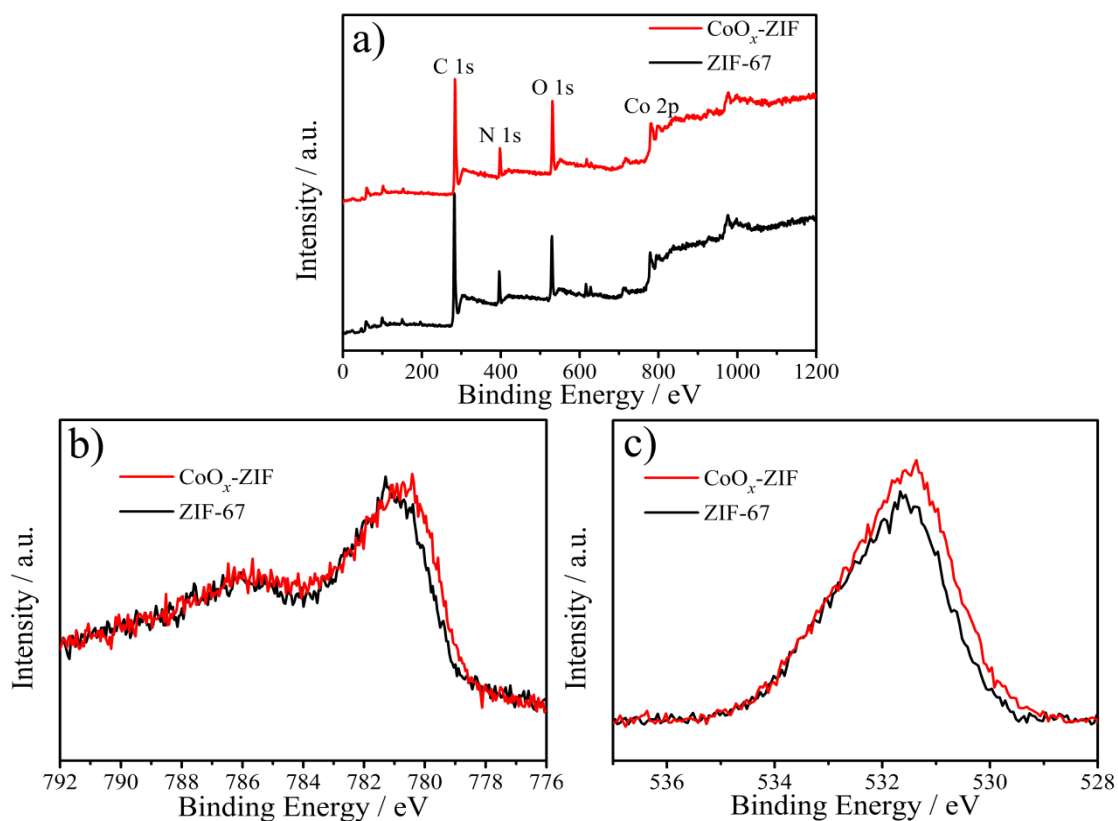 a)
CoOx-ZIF
ZIF-67
C 1s
N 1s
O 1s
Co 2p
Intensity / a.u.
0 200 400 600 800 1000 1200
Binding Energy / eV
b)
CoOx-ZIF
ZIF-67
Intensity / a.u.
792 790 788 786 784 782 780 778 776
Binding Energy / eV
c)
CoOx-ZIF
ZIF-67
Intensity / a.u.
536 534 532 530 528
Binding Energy / eV